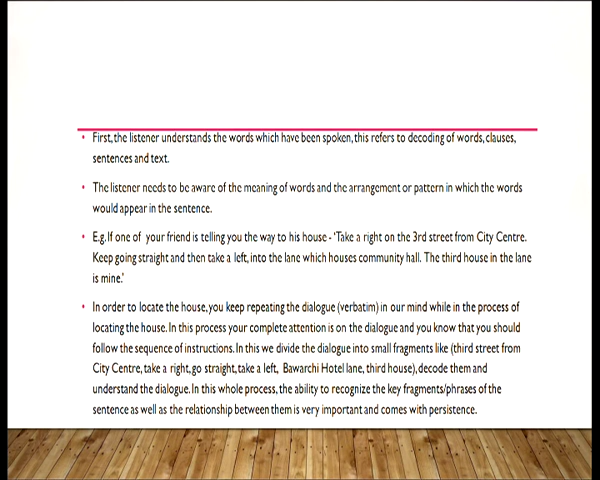 • First, the listener understands the words which have been spoken, this refers to decoding of words, clauses,
sentences and text.
• The listener needs to be aware of the meaning of words and the arrangement or pattern in which the words
would appear in the sentence.
• E.g. If one of your friend is telling you the way to his house - ‘Take a right on the 3rd street from City Centre.
Keep going straight and then take a left, into the lane which houses community hall. The third house in the lane
is mine.’
• In order to locate the house, you keep repeating the dialogue (verbatim) in our mind while in the process of
locating the house. In this process your complete attention is on the dialogue and you know that you should
follow the sequence of instructions. In this we divide the dialogue into small fragments like (third street from
City Centre, take a right, go straight, take a left, Bawarchi Hotel lane, third house), decode them and
understand the dialogue. In this whole process, the ability to recognize the key fragments/phrases of the
sentence as well as the relationship between them is very important and comes with persistence.